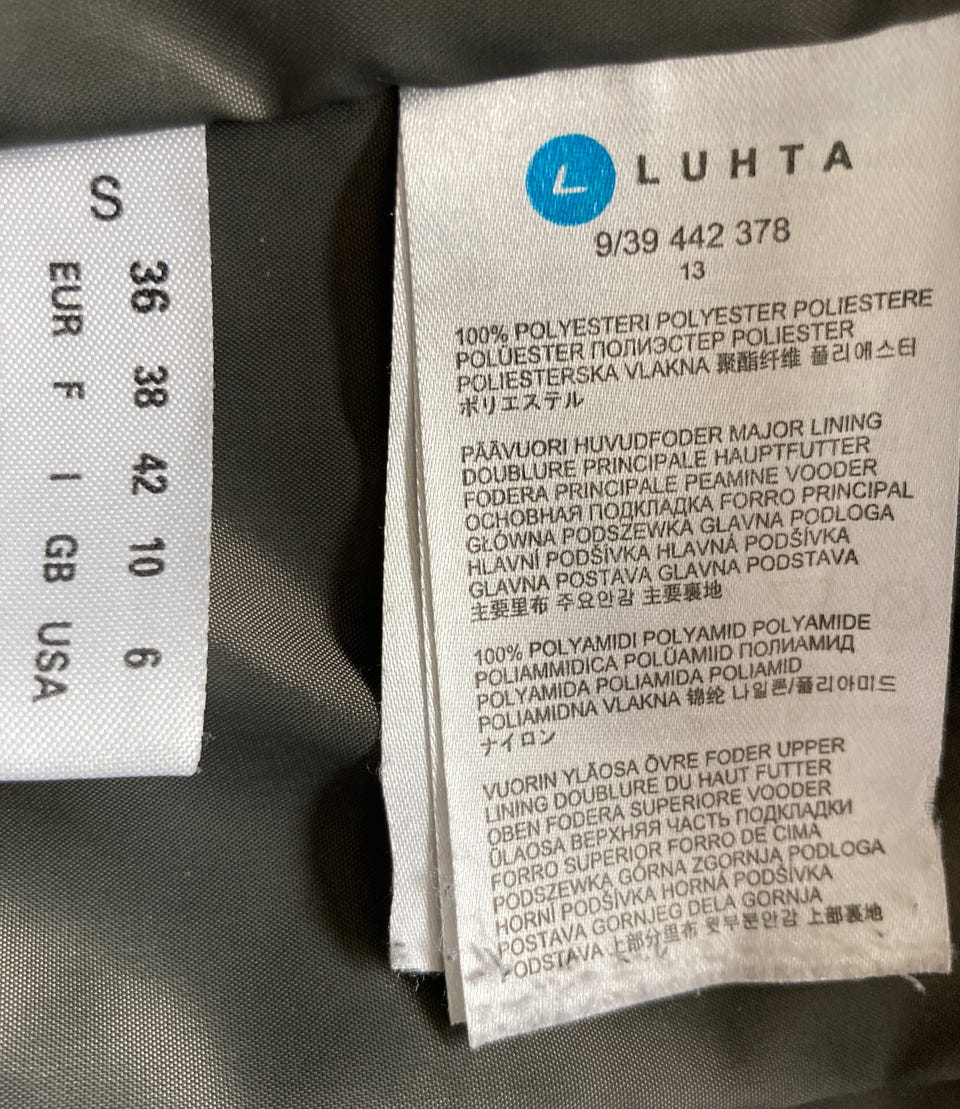 S
36 38 42 10 6
EUR F I GB USA
LUHTA
9/39 442 378
13
100% POLYESTERI POLYESTER POLIESTERE
POLÜESTER ПОЛИЭСТЕР POLIESTER
POLIESTERSKA VLAKNA 聚酯纤维 폴리에스터
ポリエステル
PÄÄVUORI HUVUDFODER MAJOR LINING
DOUBLURE PRINCIPALE HAUPTFUTTER
FODERA PRINCIPALE PEAMINE VOODER
ОСНОВНАЯ ПОДКЛАДКА FORRO PRINCIPAL
GŁÓWNA PODSZEWKA GLAVNA PODLOGA
HLAVNÍ PODŠÍVKA HLAVNÁ PODŠÍVKA
GLAVNA POSTAVA GLAVNA PODSTAVA
主要里布 주요안감 主要裏地
100% POLYAMIDI POLYAMID POLYAMIDE
POLIAMMIDICA POLÜAMIID ПОЛИАМИД
POLYAMIDA POLIAMIDA POLIAMID
POLIAMIDNA VLAKNA 锦纶 나일론/폴리아미드
ナイロン
VUORIN YLÄOSA ÖVRE FODER UPPER
LINING DOUBLURE DU HAUT FUTTER
OBEN FODERA SUPERIORE VOODER
ÜLAOSA ВЕРХНЯЯ ЧАСТЬ ПОДКЛАДКИ
FORRO SUPERIOR FORRO DE CIMA
PODSZEWKA GÓRNA ZGORNJA PODLOGA
HORNÍ PODŠÍVKA HORNÁ PODŠÍVKA
POSTAVA GORNJEG DELA GORNJA
PODSTAVA 上部分里布 윗부분안감 上部裏地